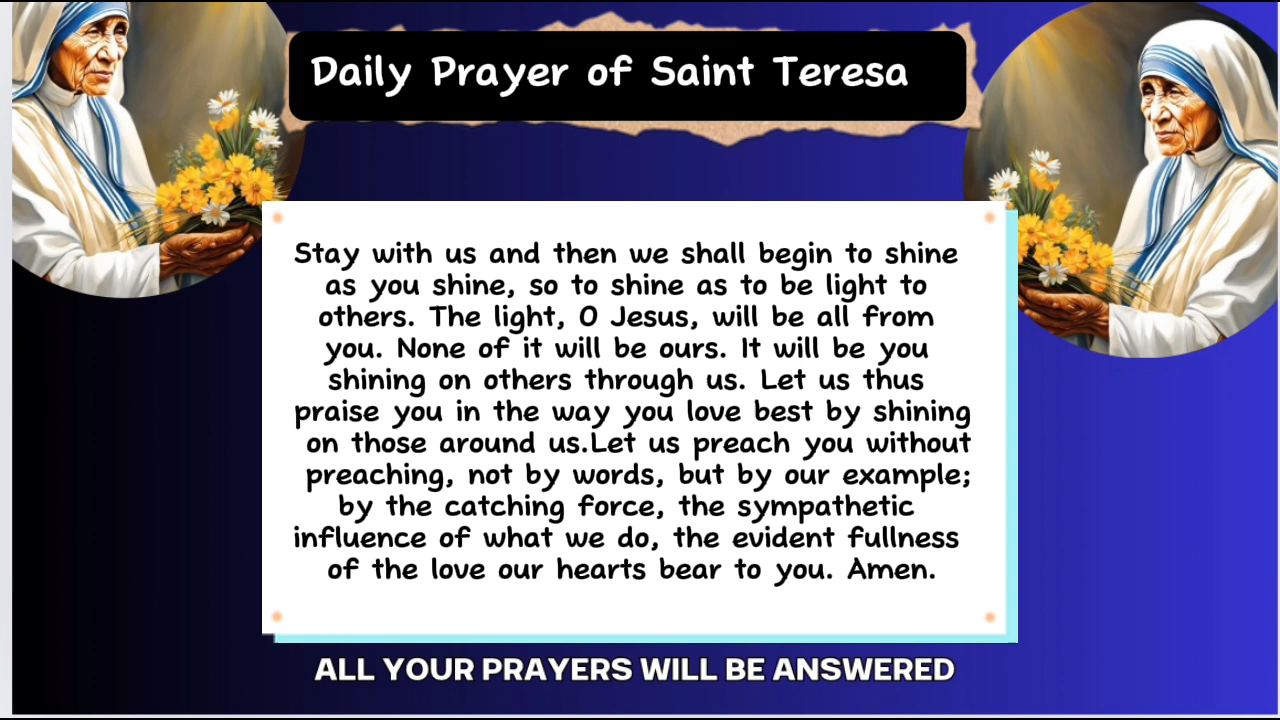 Daily Prayer of Saint Teresa
Stay with us and then we shall begin to shine
as you shine, so to shine as to be light to
others. The light, O Jesus, will be all from
you. None of it will be ours. It will be you
shining on others through us. Let us thus
praise you in the way you love best by shining
on those around us.Let us preach you without
preaching, not by words, but by our example;
by the catching force, the sympathetic
influence of what we do, the evident fullness
of the love our hearts bear to you. Amen.
ALL YOUR PRAYERS WILL BE ANSWERED